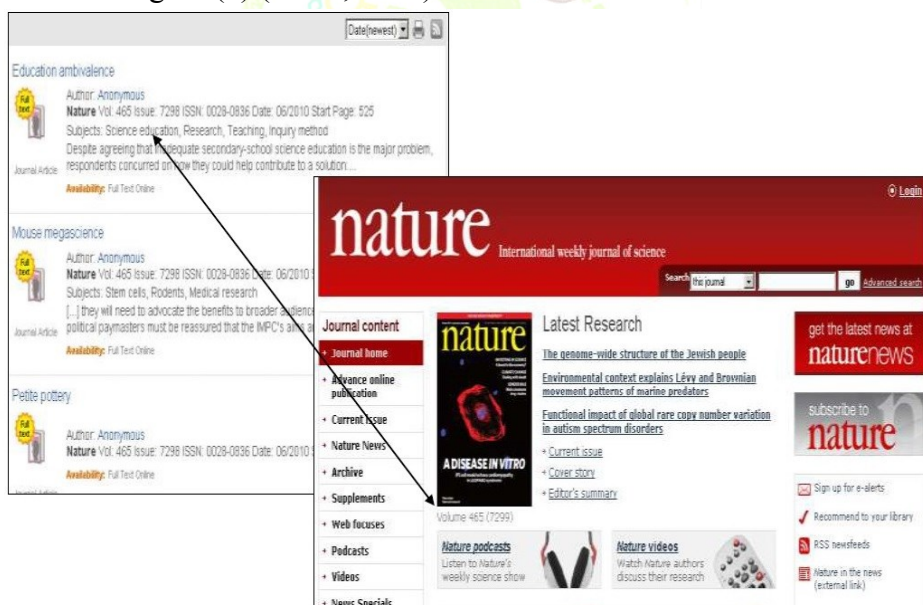 Date(newest)
Education ambivalence
Full text
Author: Anonymous
Nature Vol: 465 Issue: 7298 ISSN: 0028-0836 Date: 06/2010 Start Page: 525
Subjects: Science education, Research, Teaching, Inquiry method
Despite agreeing that inadequate secondary-school science education is the major problem,
respondents concurred on how they could help contribute to a solution....
Journal Article
Availability: Full Text Online
Mouse megascience
Full text
Author: Anonymous
Nature Vol: 465 Issue: 7298 ISSN: 0028-0836 Date: 06/2010 S
Subjects: Stem cells, Rodents, Medical research
[...] they will need to advocate the benefits to broader audience
political paymasters must be reassured that the IMPC's aims a
Journal Article
Availability: Full Text Online
Petite pottery
Full text
Author: Anonymous
Nature Vol: 465 Issue: 7298 ISSN: 0028-0836 Date: 06/2010
Availability: Full Text Online
Login
nature International weekly journal of science
Search this journal go Advanced search
Journal content
Journal home
Advance online
publication
Current issue
Nature News
Archive
Supplements
Web focuses
Podcasts
Videos
News Specials
nature
A DISEASE IN VITRO
Volume 465 (7299)
Latest Research
The genome-wide structure of the Jewish people
Environmental context explains Lévy and Brownian
movement patterns of marine predators
Functional impact of global rare copy number variation
in autism spectrum disorders
Current issue
Cover story
Editor's summary
Nature podcasts
Listen to Nature's
weekly science show
Nature videos
Watch Nature authors
discuss their research
get the latest news at
naturenews
subscribe to
nature
Sign up for e-alerts
Recommend to your library
RSS newsfeeds
Nature in the news
(external link)